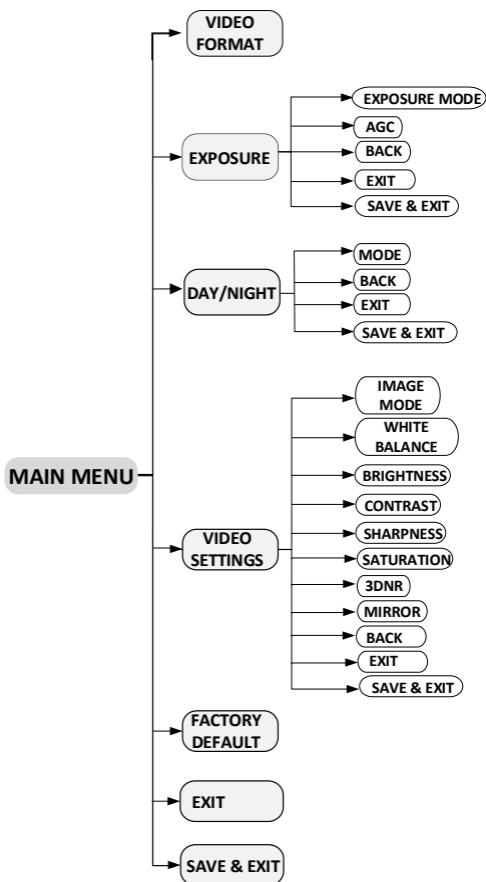 VIDEO
FORMAT
EXPOSURE MODE
AGC
EXPOSURE
BACK
EXIT
SAVE & EXIT
MODE
DAY/NIGHT
BACK
EXIT
SAVE & EXIT
IMAGE
MODE
WHITE
BALANCE
MAIN MENU
BRIGHTNESS
CONTRAST
VIDEO
SETTINGS
SHARPNESS
SATURATION
3DNR
MIRROR
BACK
EXIT
SAVE & EXIT
FACTORY
DEFAULT
EXIT
SAVE & EXIT